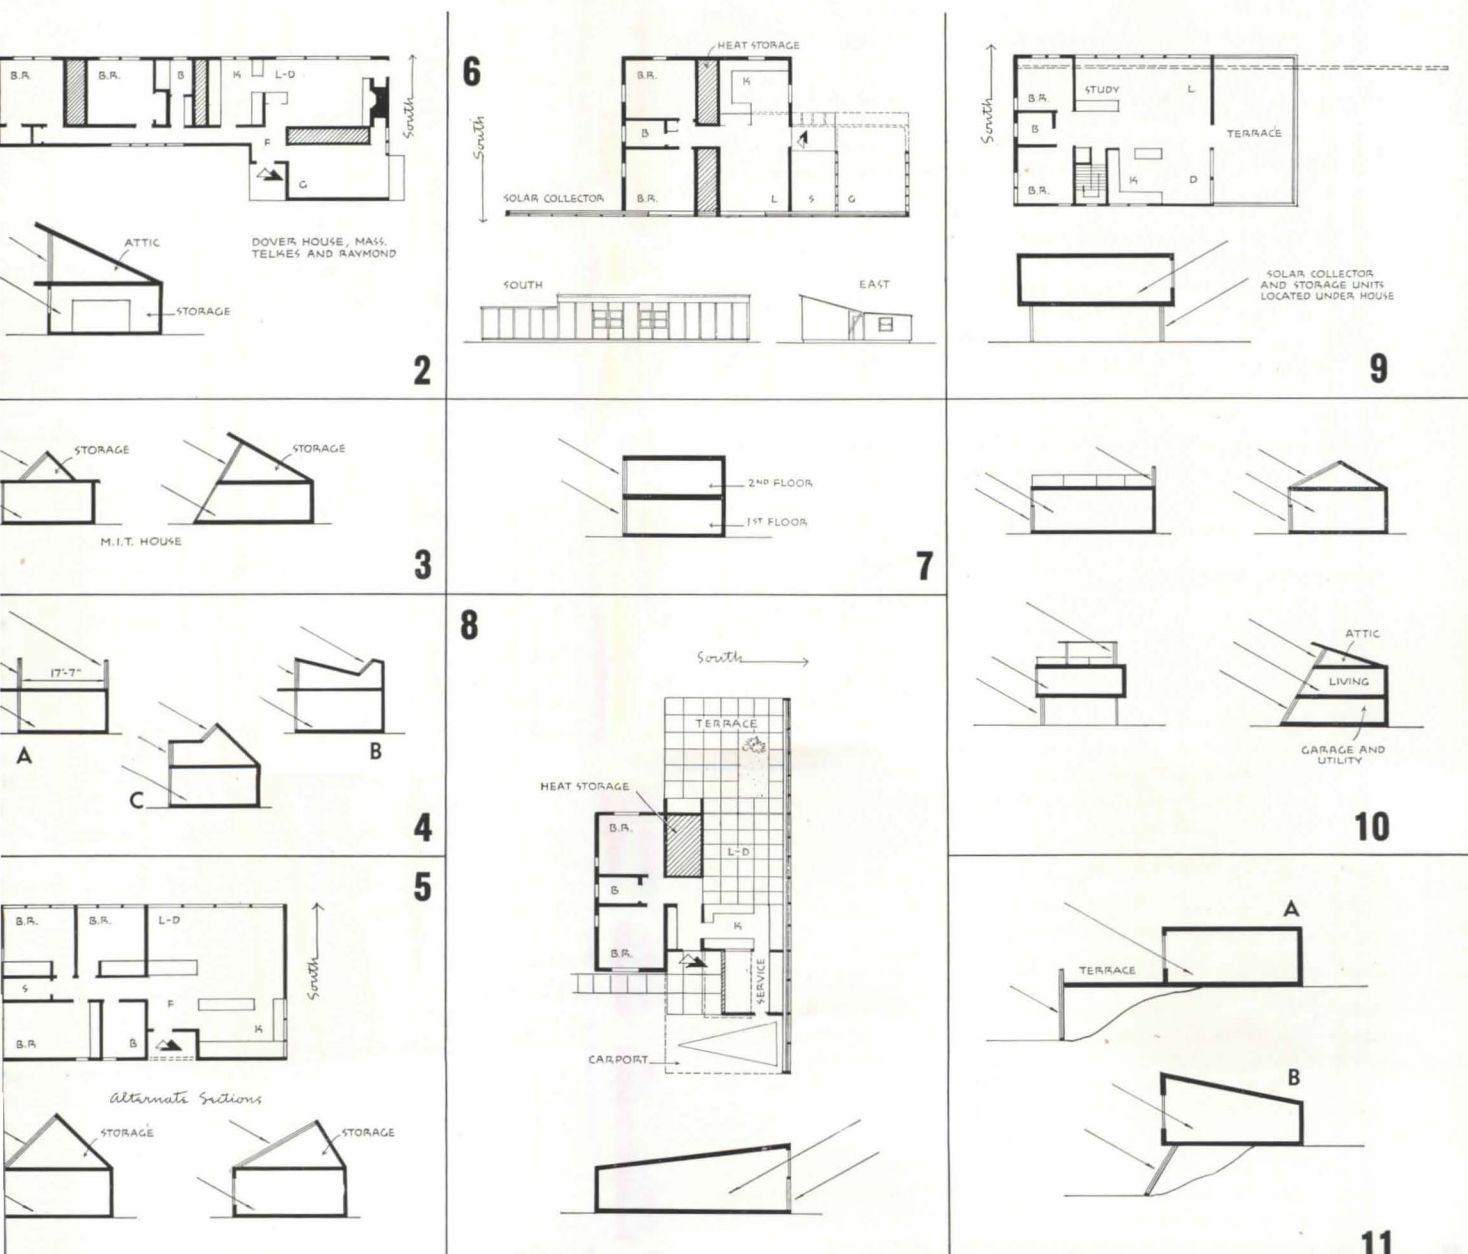 B.R.
B.R.
B
K
L-D
South
F
G
ATTIC
STORAGE
DOVER HOUSE, MASS.
TELKES AND RAYMOND
2
STORAGE
STORAGE
M.I.T. HOUSE
3
17'-7"
A
B
C
4
5
B.R.
B.R.
L-D
South
S
F
K
B.R
B
Alternate Sections
STORAGE
STORAGE
6
HEAT STORAGE
B.R.
K
South
B
SOLAR COLLECTOR
B.R.
L
S
G
SOUTH
EAST
2ND FLOOR
1ST FLOOR
7
8
South
TERRACE
HEAT STORAGE
B.R.
L-D
B
K
B.R.
SERVICE
CARPORT
South
B.R.
STUDY
L
B
TERRACE
B.R.
K
D
SOLAR COLLECTOR
AND STORAGE UNITS
LOCATED UNDER HOUSE
9
ATTIC
LIVING
GARAGE AND
UTILITY
10
A
TERRACE
B
11